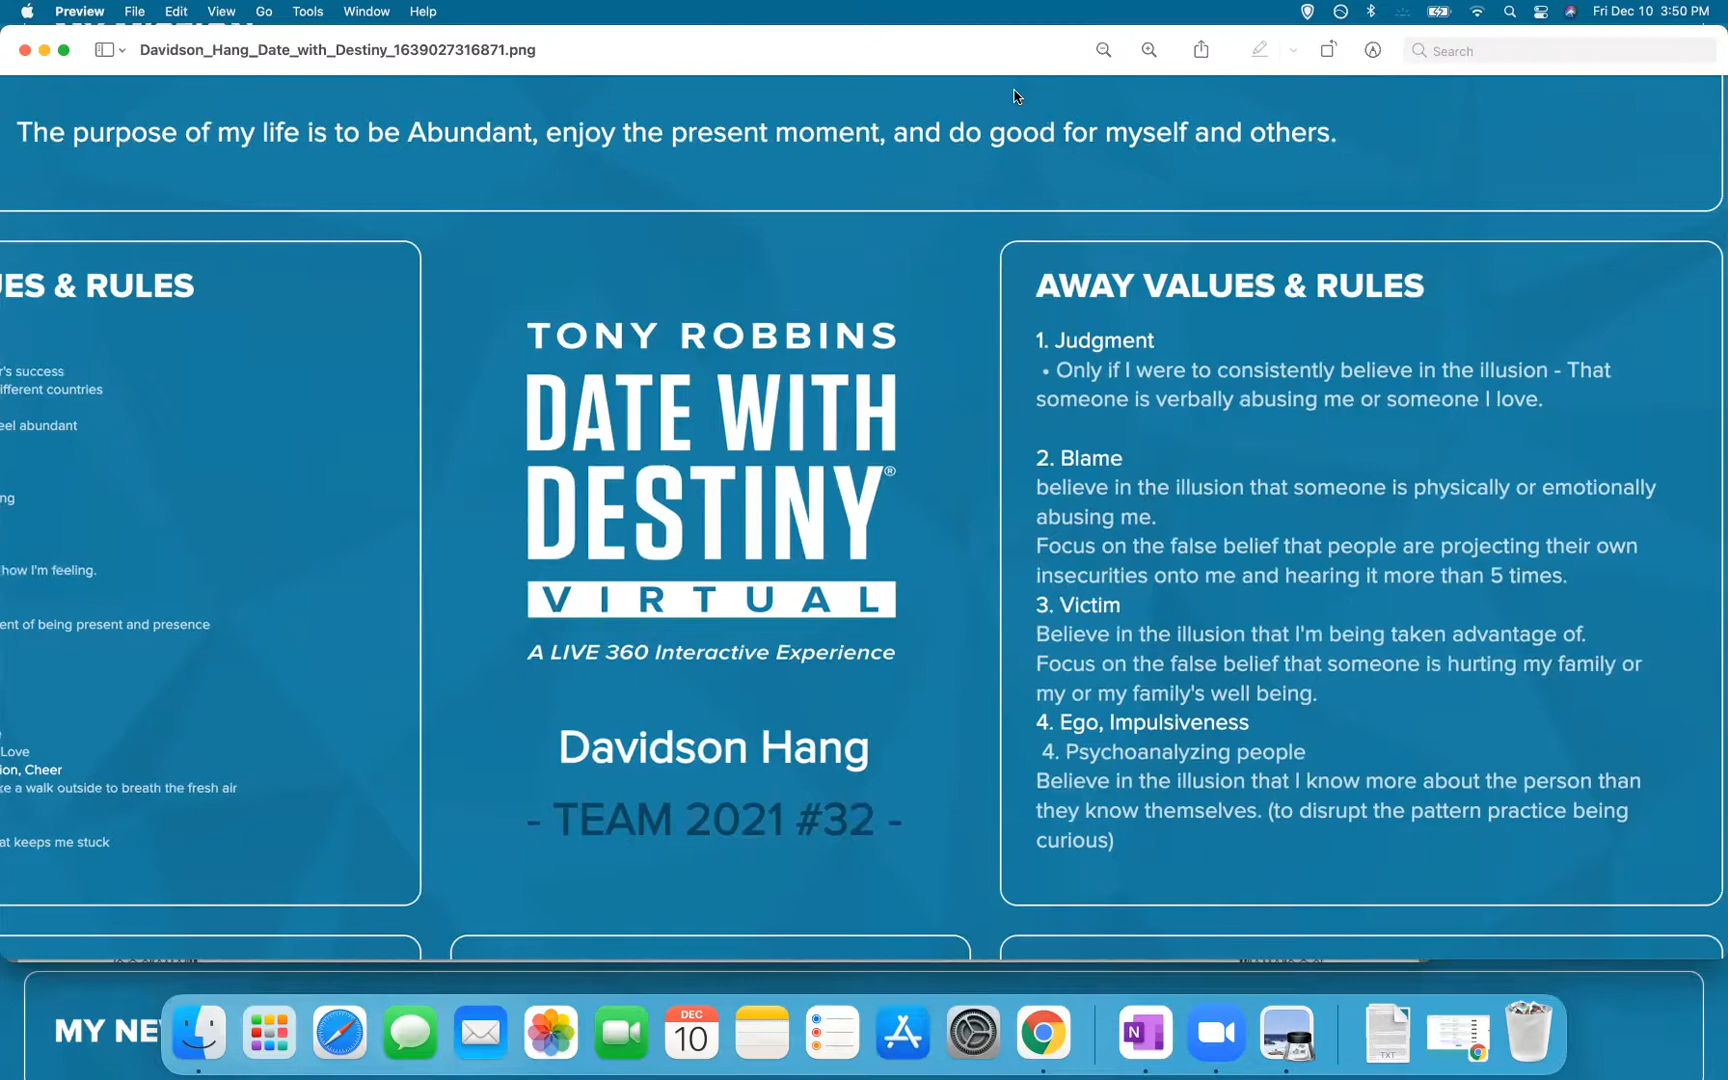 Preview File Edit View Go Tools Window Help
Fri Dec 10 3:50 PM
Davidson_Hang_Date_with_Destiny_1639027316871.png
Search
The purpose of my life is to be Abundant, enjoy the present moment, and do good for myself and others.
ES & RULES
r's success
ifferent countries
eel abundant
ng
how I'm feeling.
ent of being present and presence
Love
ion, Cheer
ke a walk outside to breath the fresh air
at keeps me stuck
TONY ROBBINS
DATE WITH
DESTINY®
VIRTUAL
A LIVE 360 Interactive Experience
Davidson Hang
- TEAM 2021 #32 -
AWAY VALUES & RULES
1. Judgment
• Only if I were to consistently believe in the illusion - That
someone is verbally abusing me or someone I love.
2. Blame
believe in the illusion that someone is physically or emotionally
abusing me.
Focus on the false belief that people are projecting their own
insecurities onto me and hearing it more than 5 times.
3. Victim
Believe in the illusion that I'm being taken advantage of.
Focus on the false belief that someone is hurting my family or
my or my family's well being.
4. Ego, Impulsiveness
4. Psychoanalyzing people
Believe in the illusion that I know more about the person than
they know themselves. (to disrupt the pattern practice being
curious)
MY NE
DEC
10
N
TXT